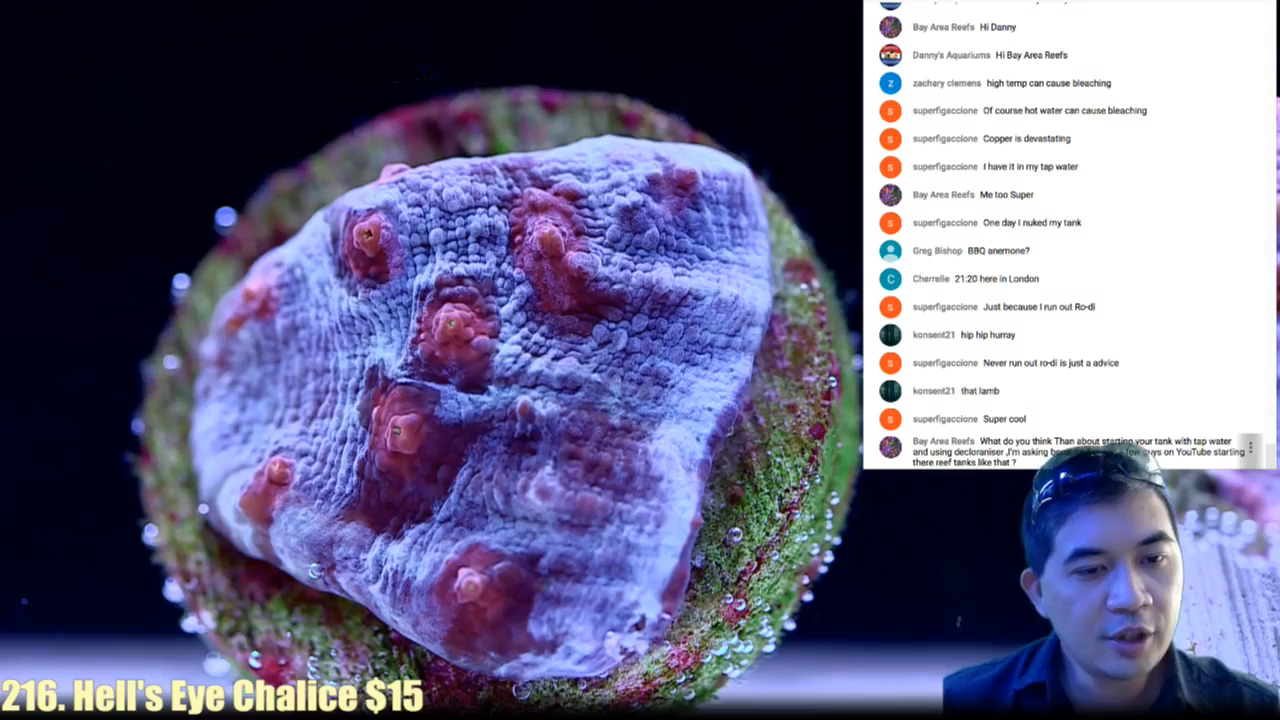 Bay Area Reefs Hi Danny
Danny's Aquariums Hi Bay Area Reefs
Z zachary clemens high temp can cause bleaching
S superfigaccione Of course hot water can cause bleaching
S superfigaccione Copper is devastating
S superfigaccione I have it in my tap water
Bay Area Reefs Me too Super
S superfigaccione One day I nuked my tank
Greg Bishop BBQ anemone?
C Cherrelle 21:20 here in London
S superfigaccione Just because I run out Ro-di
konsent21 hip hip hurray
S superfigaccione Never run out ro-di is just a advice
konsent21 that lamb
S superfigaccione Super cool
Bay Area Reefs What do you think Than about starting your tank with tap water
and using decloraniser ,I'm asking few guys on YouTube starting
there reef tanks like that ?
216. Hell's Eye Chalice $15